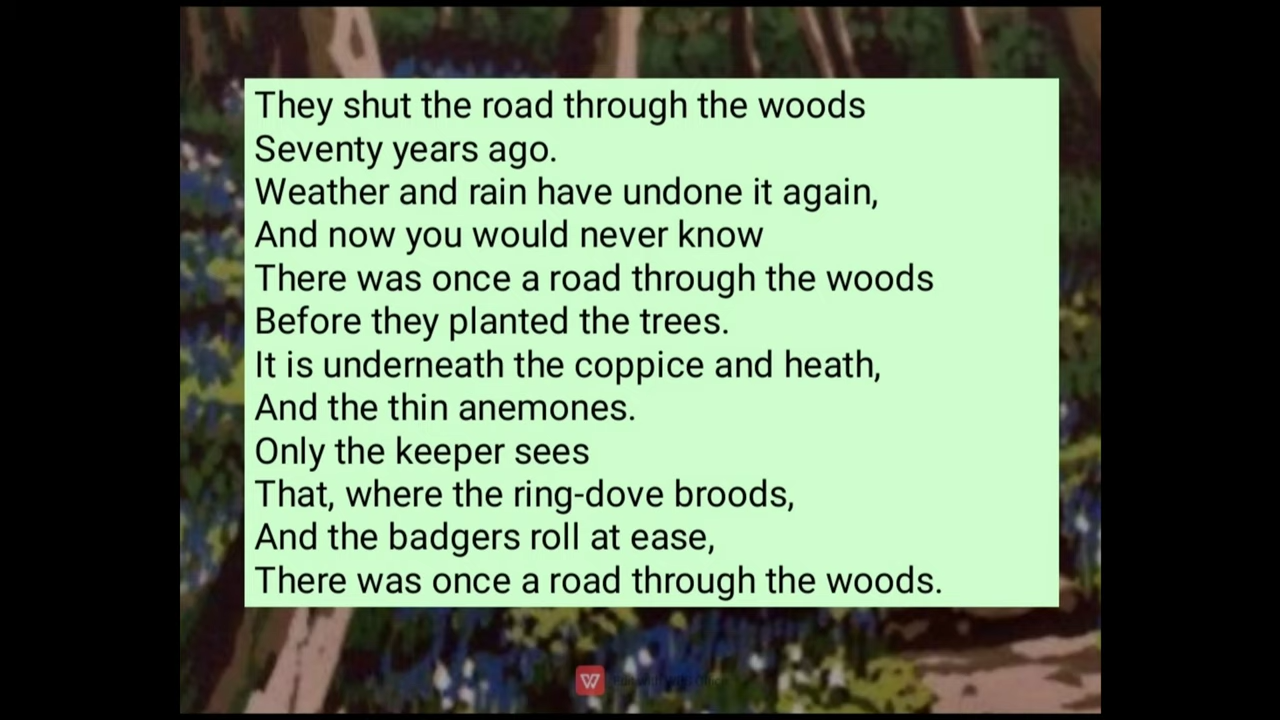 They shut the road through the woods
Seventy years ago.
Weather and rain have undone it again,
And now you would never know
There was once a road through the woods
Before they planted the trees.
It is underneath the coppice and heath,
And the thin anemones.
Only the keeper sees
That, where the ring-dove broods,
And the badgers roll at ease,
There was once a road through the woods.